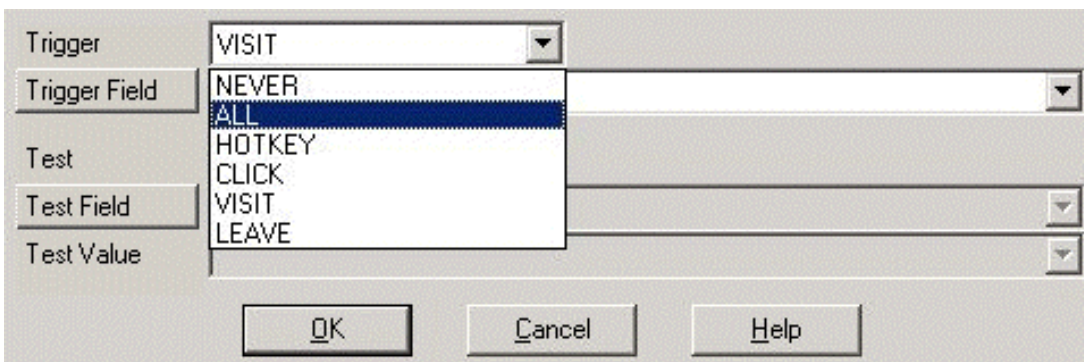 Trigger
VISIT
Trigger Field
NEVER
ALL
HOTKEY
Test
CLICK
Test Field
VISIT
LEAVE
Test Value
OK
Cancel
Help